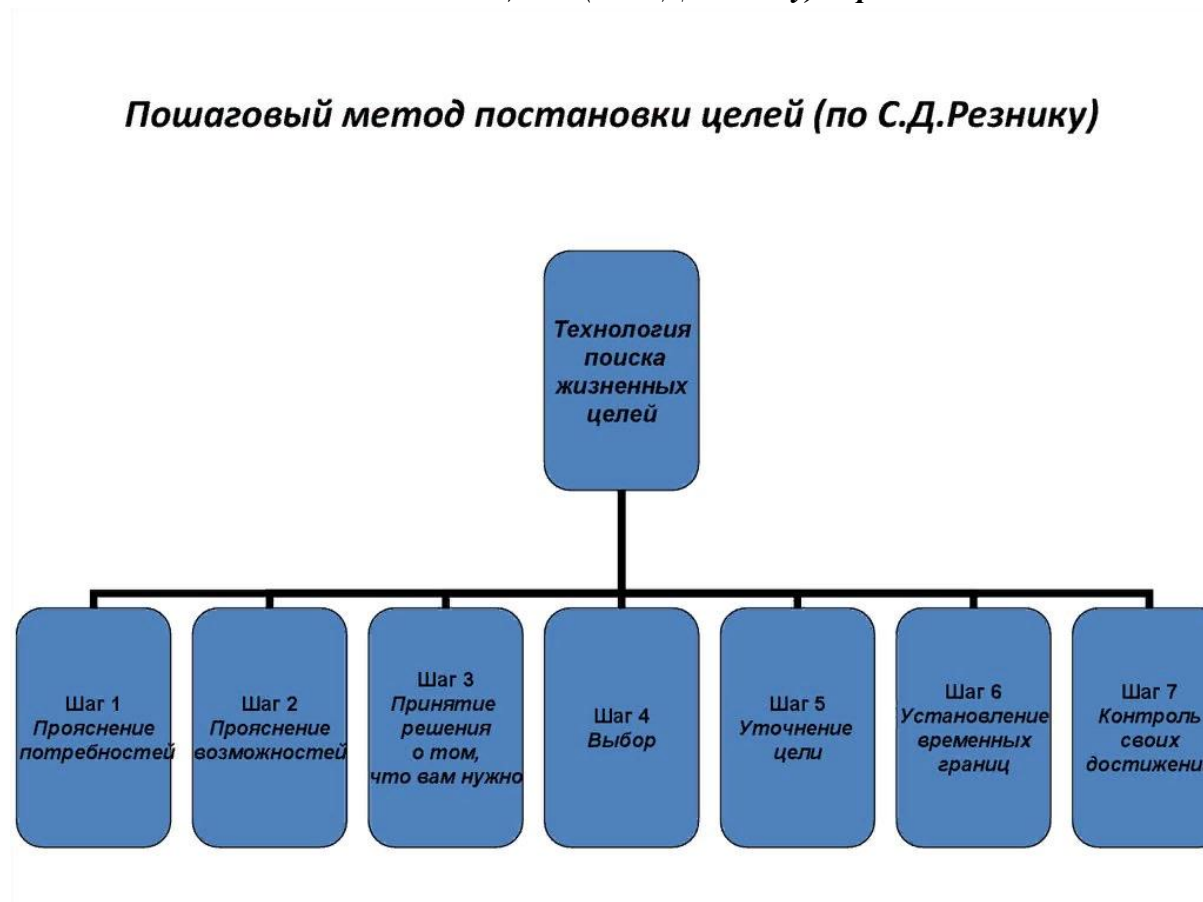 Пошаговый метод постановки целей (по С.Д.Резнику)
Технология
поиска
жизненных
целей
Шаг 1
Прояснение
потребностей
Шаг 2
Прояснение
возможностей
Шаг 3
Принятие
решения
о том,
что вам нужно
Шаг 4
Выбор
Шаг 5
Уточнение
цели
Шаг 6
Установление
временных
границ
Шаг 7
Контроль
своих